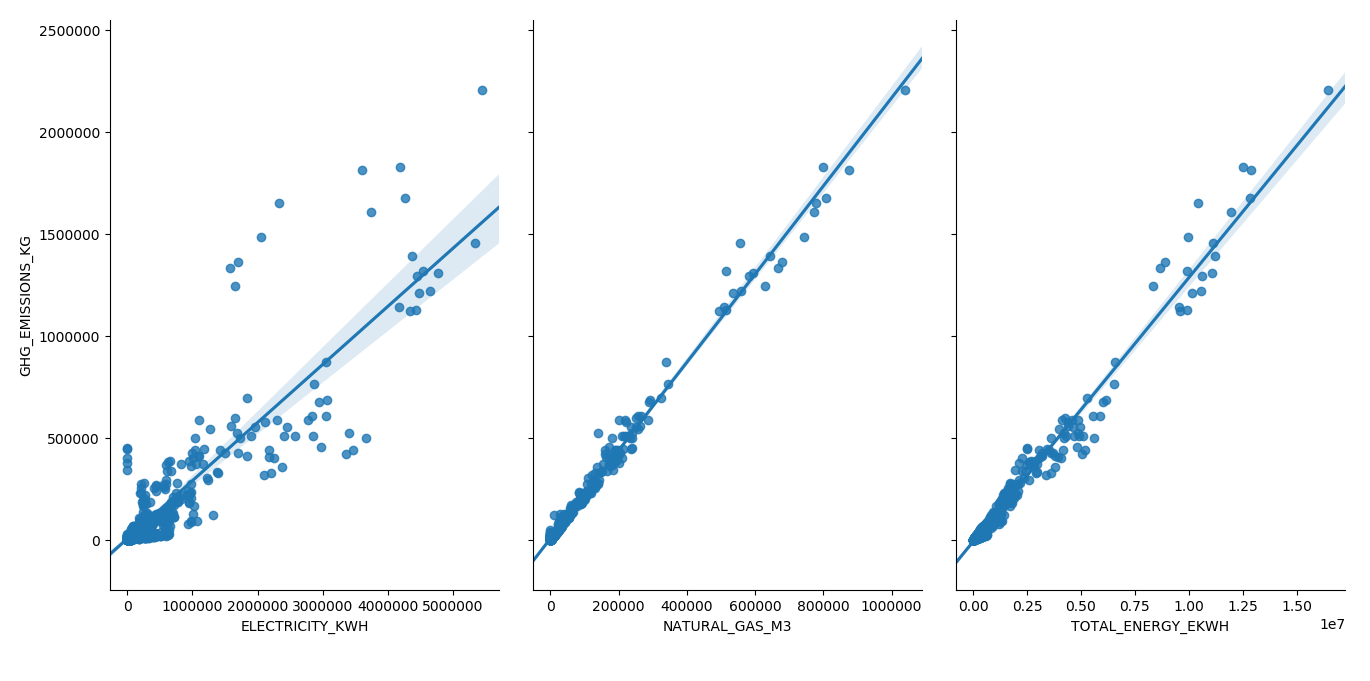 2500000
2000000
1500000
1000000
500000
0
GHG_EMISSIONS_KG
0 1000000 2000000 3000000 4000000 5000000
ELECTRICITY_KWH
0 200000 400000 600000 800000 1000000
NATURAL_GAS_M3
0.00 0.25 0.5 0.75 1.00 1.25 1.50
1e7
TOTAL_ENERGY_EKWH